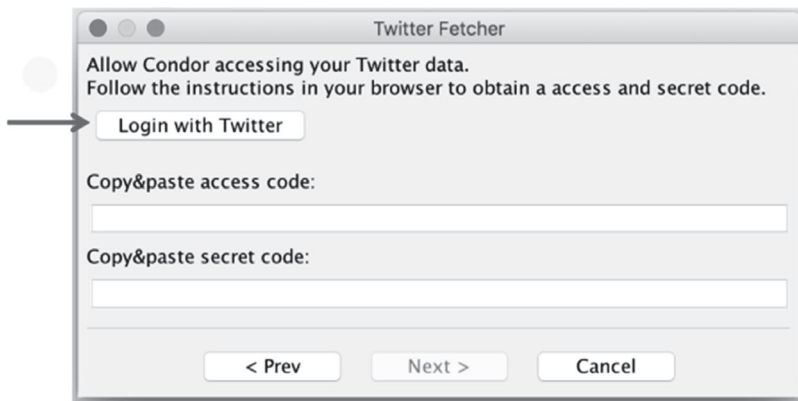 Twitter Fetcher
Allow Condor accessing your Twitter data.
Follow the instructions in your browser to obtain a access and secret code.
Login with Twitter
Copy&paste access code:
Copy&paste secret code:
< Prev
Next >
Cancel